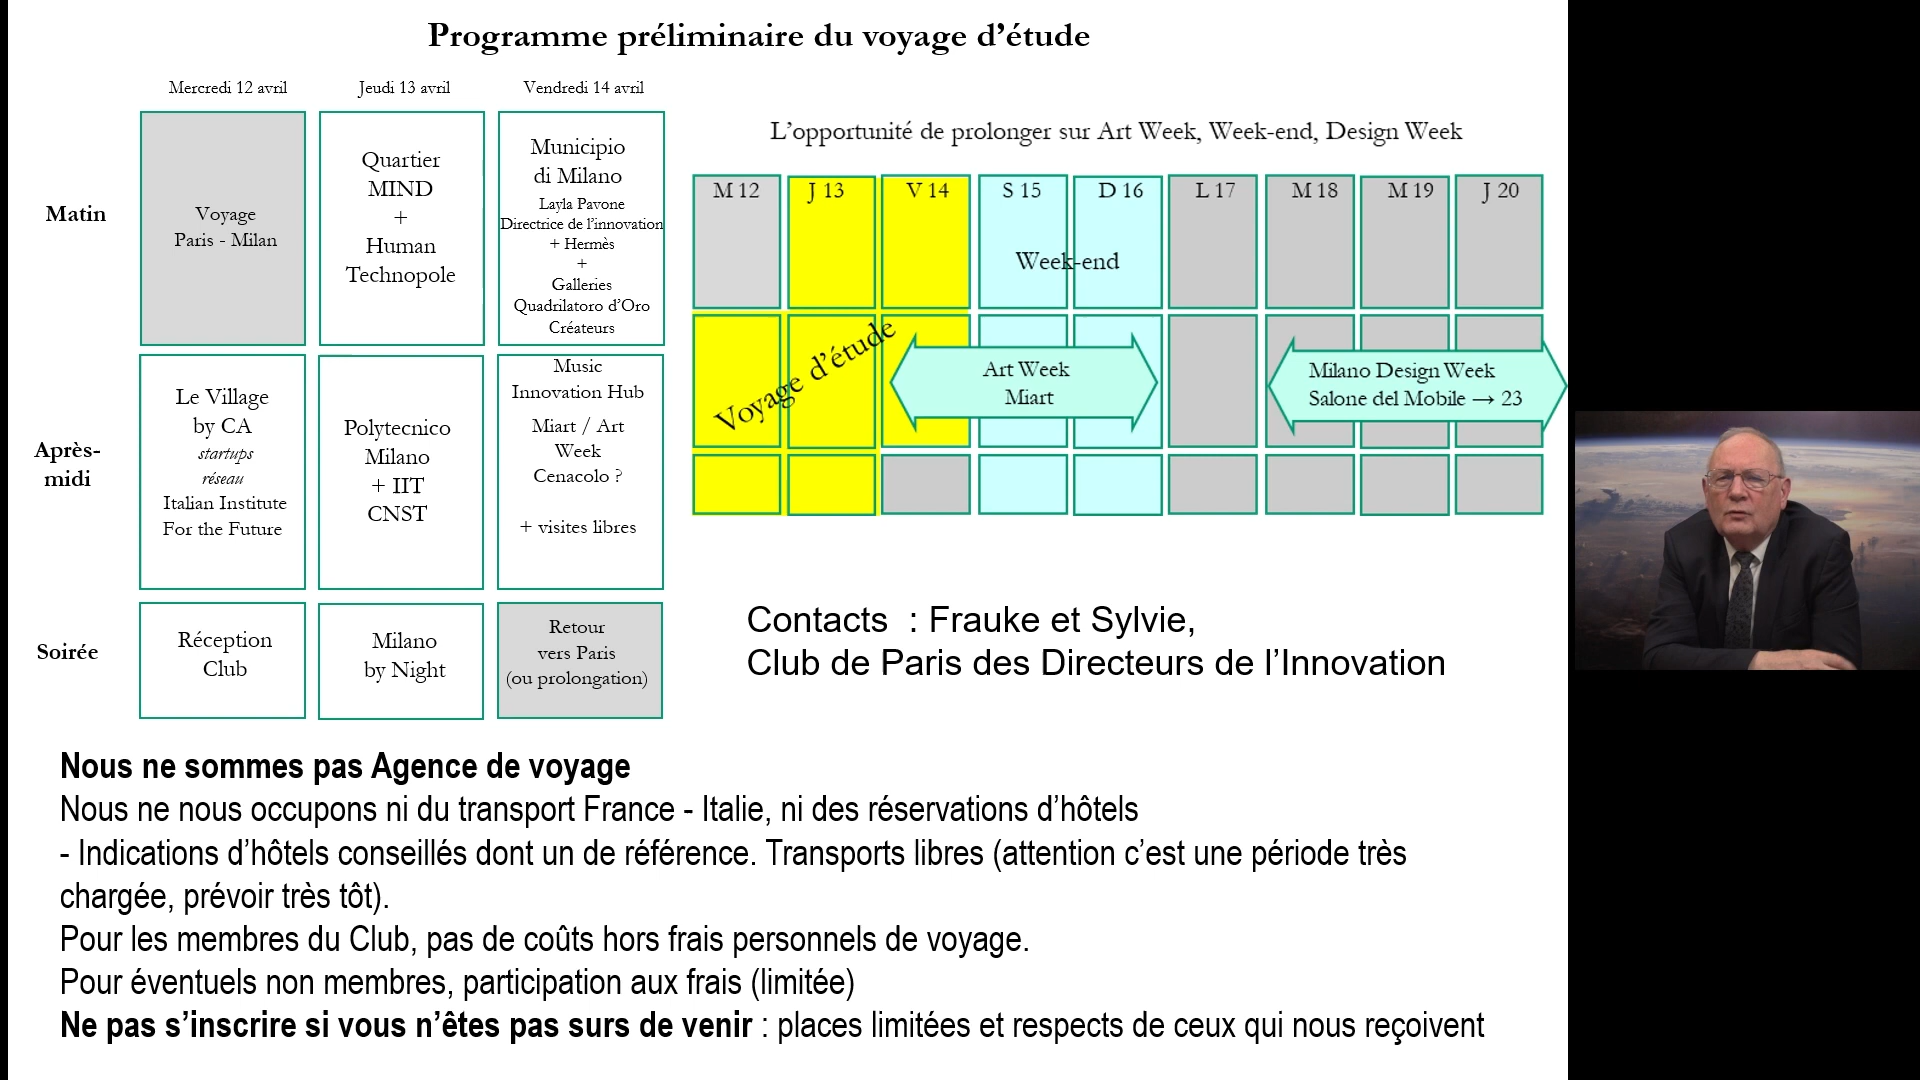 Programme préliminaire du voyage d’étude
Mercredi 12 avril
Jeudi 13 avril
Vendredi 14 avril
Matin
Voyage
Paris - Milan
Quartier
MIND
+
Human
Technopole
Municipio
di Milano
Layla Pavone
Directrice de l’innovation
+ Hermès
+
Galleries
Quadrilatoro d’Oro
Créateurs
Après-
midi
Le Village
by CA
startups
réseau
Italian Institute
For the Future
Polytecnico
Milano
+ IIT
CNST
Music
Innovation Hub
Miart / Art
Week
Cenacolo ?
+ visites libres
Soirée
Réception
Club
Milano
by Night
Retour
vers Paris
(ou prolongation)
L’opportunité de prolonger sur Art Week, Week-end, Design Week
M 12
J 13
V 14
S 15
D 16
L 17
M 18
M 19
J 20
Week-end
Voyage d’étude
Art Week
Miart
Milano Design Week
Salone del Mobile → 23
Contacts : Frauke et Sylvie,
Club de Paris des Directeurs de l’Innovation
Nous ne sommes pas Agence de voyage
Nous ne nous occupons ni du transport France - Italie, ni des réservations d’hôtels
- Indications d’hôtels conseillés dont un de référence. Transports libres (attention c’est une période très
chargée, prévoir très tôt).
Pour les membres du Club, pas de coûts hors frais personnels de voyage.
Pour éventuels non membres, participation aux frais (limitée)
Ne pas s’inscrire si vous n’êtes pas surs de venir : places limitées et respects de ceux qui nous reçoivent